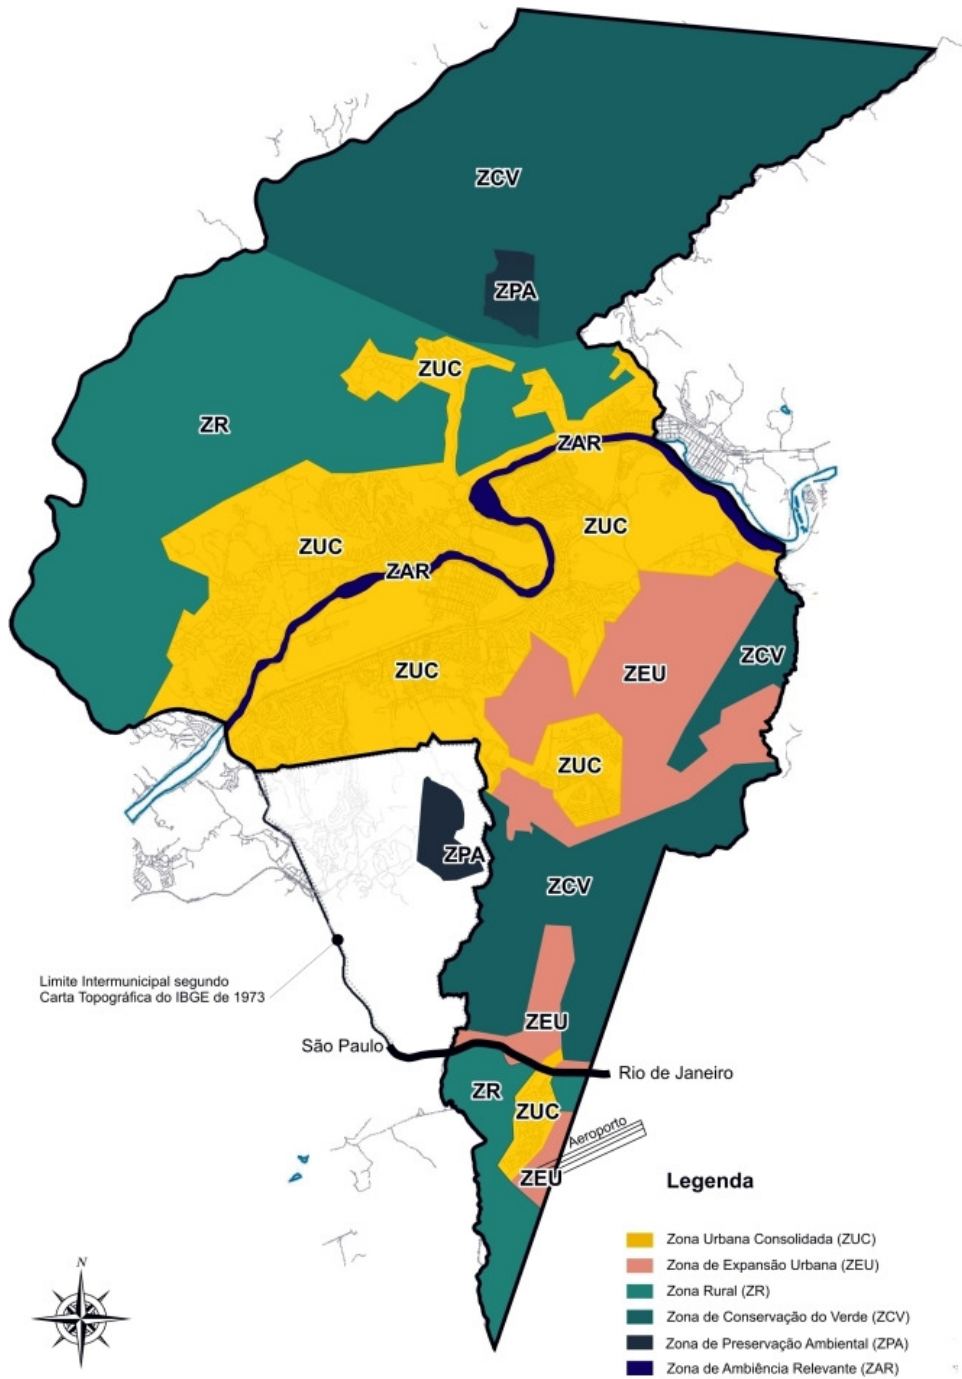 ZCV
ZPA
ZUC
ZR
ZAR
ZUC
ZUC
ZAR
ZCV
ZUC
ZEU
ZUC
ZPA
ZCV
Limite Intermunicipal segundo
Carta Topográfica do IBGE de 1973
ZEU
São Paulo
Rio de Janeiro
ZR
ZUC
Aeroporto
ZEU
Legenda
Zona Urbana Consolidada (ZUC)
Zona de Expansão Urbana (ZEU)
Zona Rural (ZR)
Zona de Conservação do Verde (ZCV)
Zona de Preservação Ambiental (ZPA)
Zona de Ambiência Relevante (ZAR)
N